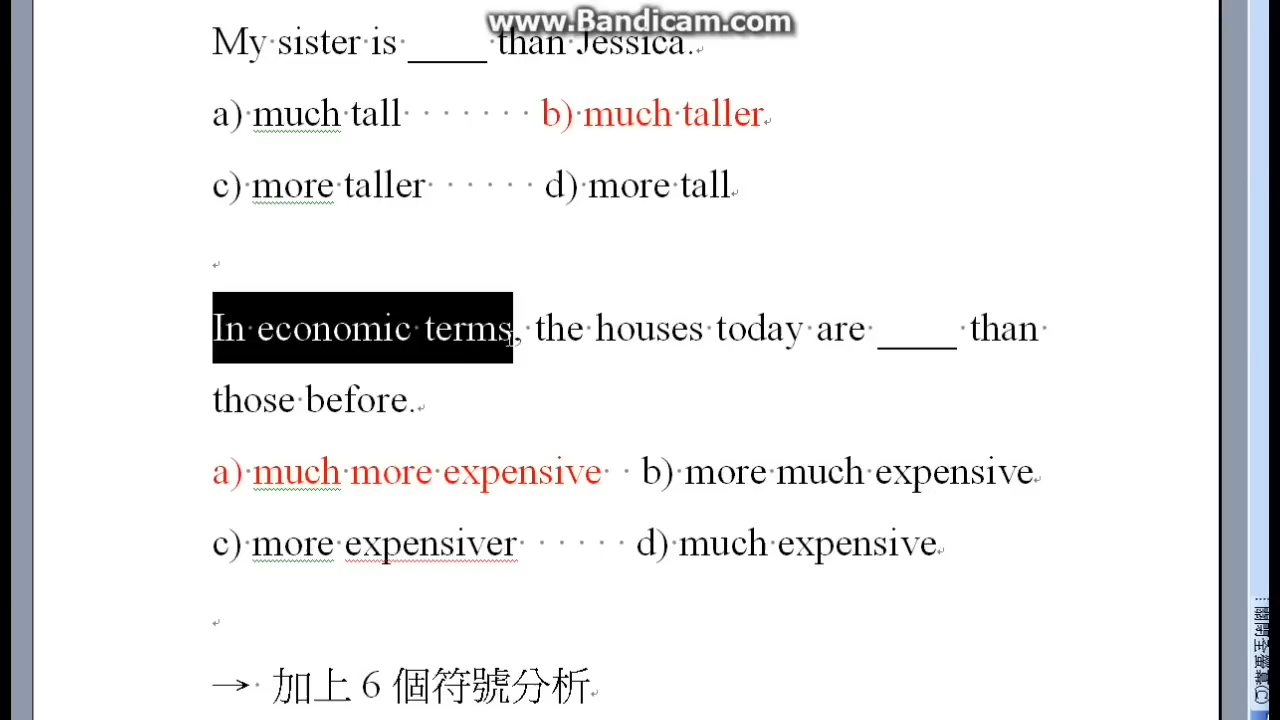 www.Bandicam.com
My sister is ____ than Jessica.
a) much tall b) much taller
c) more taller d) more tall
In economic terms, the houses today are ____ than
those before.
a) much more expensive b) more much expensive
c) more expensiver d) much expensive
→ 加上 6 個符號分析